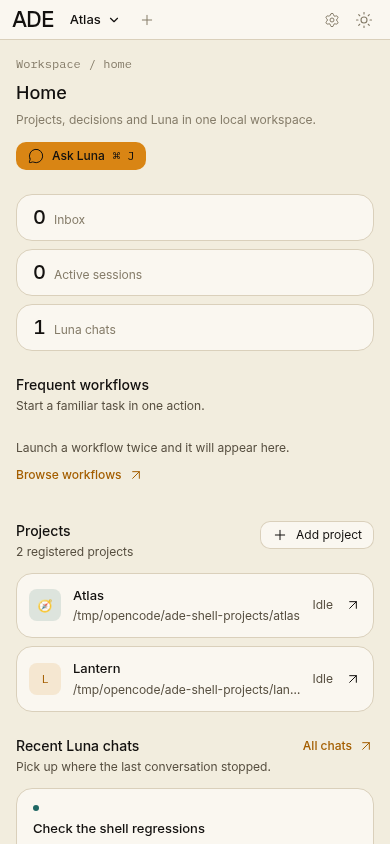 ADE Atlas
Workspace / home
Home
Projects, decisions and Luna in one local workspace.
Ask Luna ⌘ J
0 Inbox
0 Active sessions
1 Luna chats
Frequent workflows
Start a familiar task in one action.
Launch a workflow twice and it will appear here.
Browse workflows
Projects
2 registered projects
Add project
Atlas
/tmp/opencode/ade-shell-projects/atlas
Idle
L
Lantern
/tmp/opencode/ade-shell-projects/lan...
Idle
Recent Luna chats
All chats
Pick up where the last conversation stopped.
Check the shell regressions